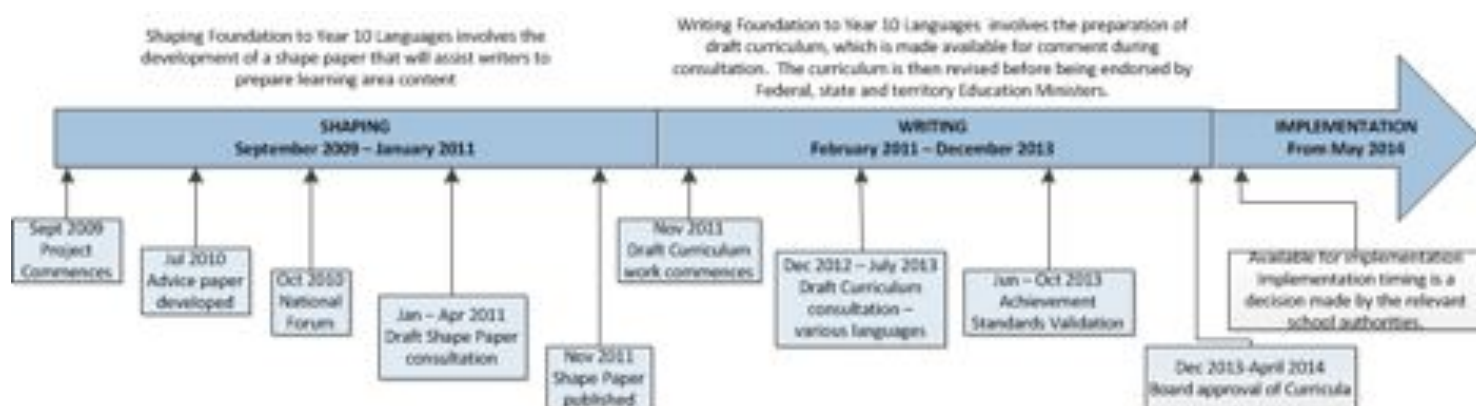 Shaping Foundation to Year 10 Languages involves the
development of a shape paper that will assist writers to
prepare learning area content
Writing Foundation to Year 10 Languages involves the preparation of
draft curriculum, which is made available for comment during
consultation. The curriculum is then revised before being endorsed by
Federal, state and territory Education Ministers.
SHAPING
September 2009 – January 2011
WRITING
February 2011 – December 2013
IMPLEMENTATION
From May 2014
Sept 2009
Project
Commences
Jul 2010
Advice paper
developed
Oct 2010
National
Forum
Jan – Apr 2011
Draft Shape Paper
consultation
Nov 2011
Shape Paper
published
Nov 2011
Draft Curriculum
work commences
Dec 2012 – July 2013
Draft Curriculum
consultation –
various languages
Jun – Oct 2013
Achievement
Standards Validation
Dec 2013-April 2014
Board approval of Curricula
Available for implementation
Implementation timing is a
decision made by the relevant
school authorities.